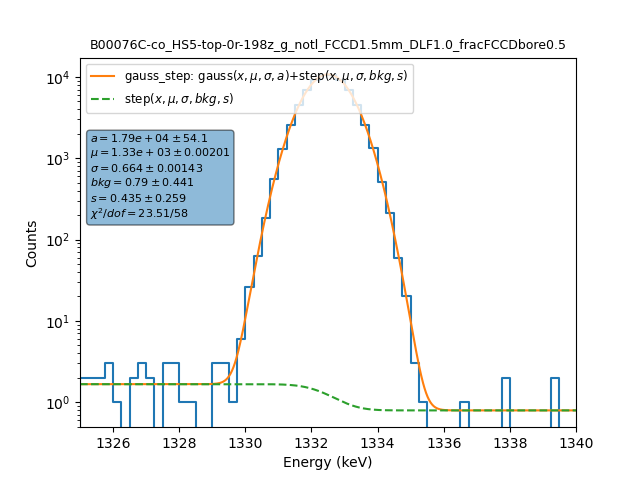 B00076C-co_HS5-top-0r-198z_g_notl_FCCD1.5mm_DLF1.0_fracFCCDbore0.5
gauss_step: gauss(x, μ, σ, a)+step(x, μ, σ, bkg, s)
step(x, μ, σ, bkg, s)
a = 1.79e + 04 ± 54.1
μ = 1.33e + 03 ± 0.00201
σ = 0.664 ± 0.00143
bkg = 0.79 ± 0.441
s = 0.435 ± 0.259
χ²/dof = 23.51/58
Counts
10⁴
10³
10²
10¹
10⁰
1326 1328 1330 1332 1334 1336 1338 1340
Energy (keV)